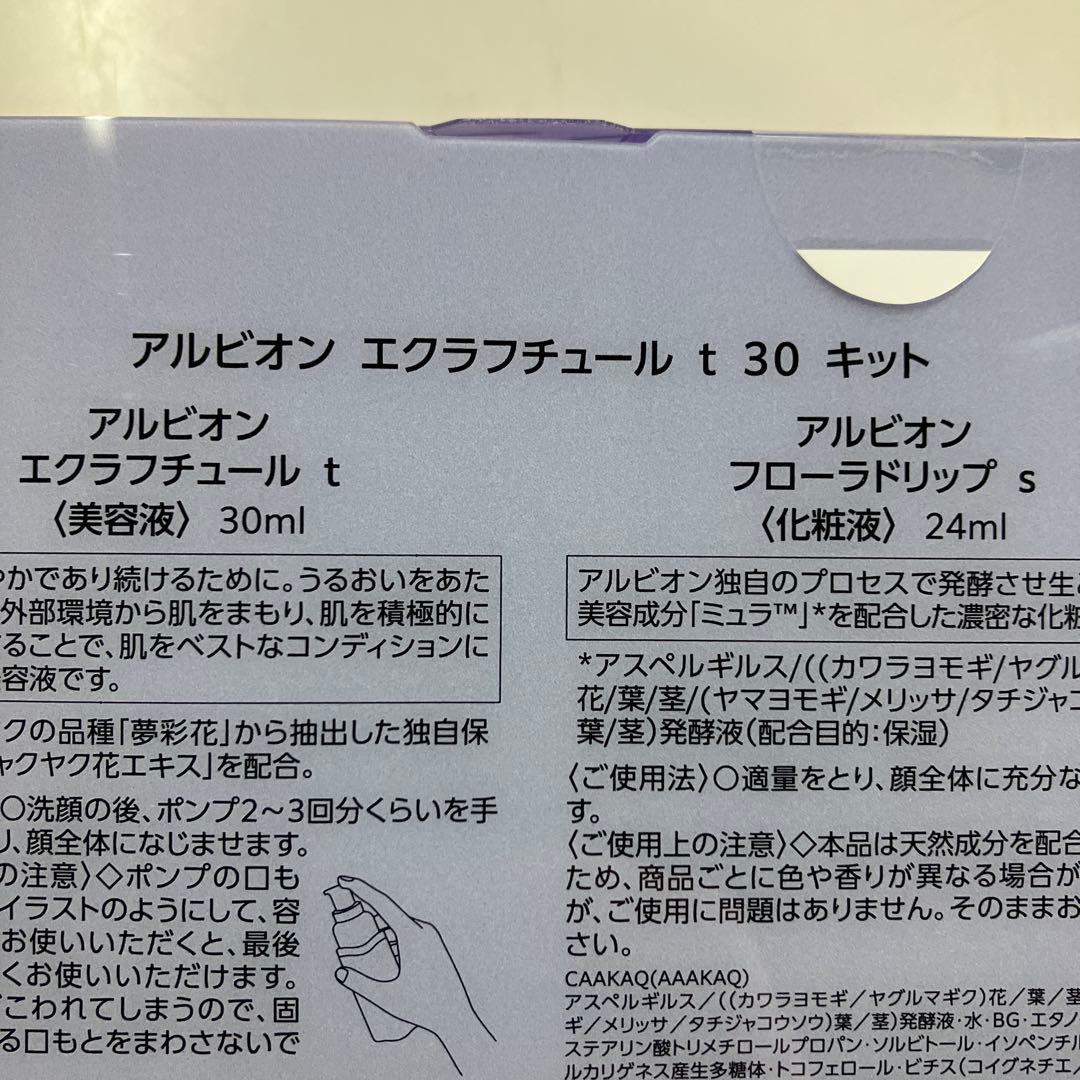 アルビオン エクラフチュール t 30 キット
アルビオン
エクラフチュール t
〈美容液〉 30ml
やかであり続けるために。うるおいをあた
外部環境から肌をまもり、肌を積極的に
ることで、肌をベストなコンディションに
容液です。
クの品種「夢彩花」から抽出した独自保
ャクヤク花エキス」を配合。
○洗顔の後、ポンプ2～3回分くらいを手
り、顔全体になじませます。
の注意〉◇ポンプの口も
イラストのようにして、容
お使いいただくと、最後
くお使いいただけます。
こわれてしまうので、固
る口もとをまわさないで
アルビオン
フローラドリップ s
〈化粧液〉 24ml
アルビオン独自のプロセスで発酵させ生
美容成分「ミュラ™」*を配合した濃密な化粧
*アスペルギルス/((カワラヨモギ/ヤグル
花/葉/茎/(ヤマヨモギ/メリッサ/タチジャコ
葉/茎)発酵液(配合目的:保湿)
〈ご使用法〉○適量をとり、顔全体に充分な
す。
〈ご使用上の注意〉◇本品は天然成分を配合
ため、商品ごとに色や香りが異なる場合が
が、ご使用に問題はありません。そのままお
さい。
CAAKAQ(AAAKAQ)
アスペルギルス/((カワラヨモギ/ヤグルマギク)花/葉/茎
ギ/メリッサ/タチジャコウソウ)葉/茎)発酵液・水・BG・エタノ
ステアリン酸トリメチロールプロパン・ソルビトール・イソペンチル
ルカリゲネス産生多糖体・トコフェロール・ビチス(コイグネチエ/